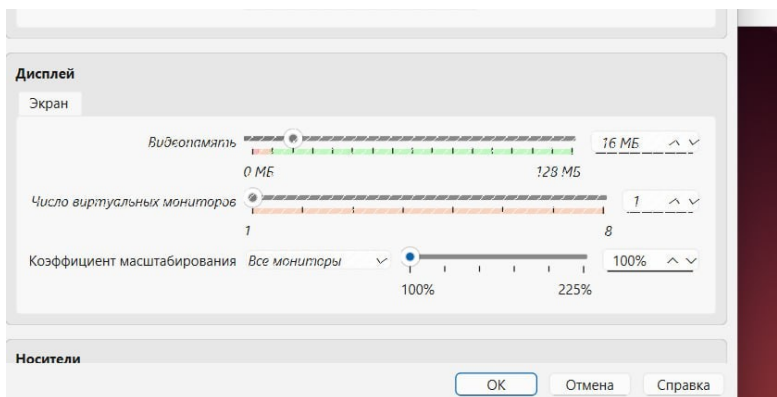 Дисплей
Экран
Видеопамять 16 МБ
0 МБ 128 МБ
Число виртуальных мониторов 1
1 8
Коэффициент масштабирования Все мониторы 100%
100% 225%
Носители
ОК Отмена Справка